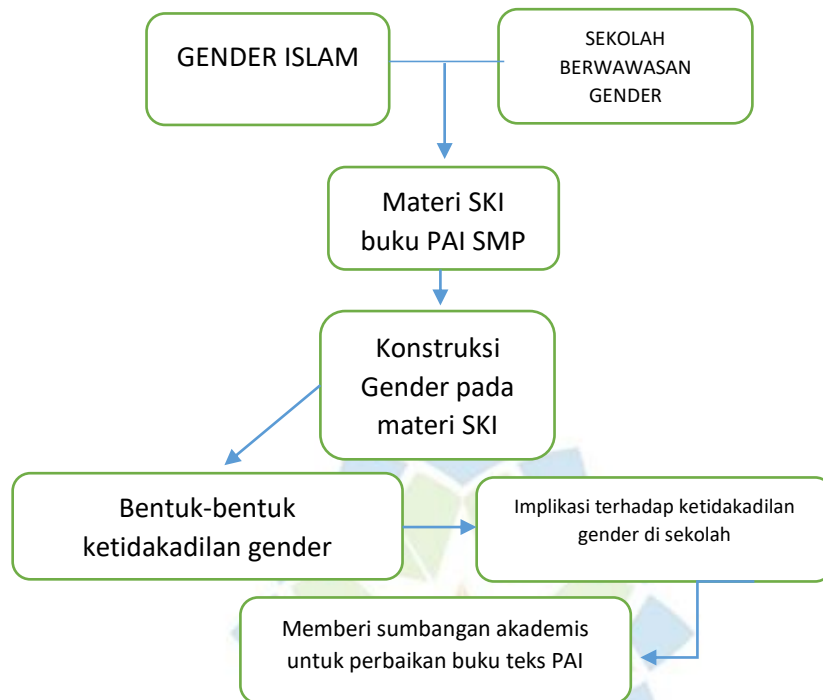 GENDER ISLAM
SEKOLAH
BERWAWASAN
GENDER
Materi SKI
buku PAI SMP
Konstruksi
Gender pada
materi SKI
Bentuk-bentuk
ketidakadilan gender
Implikasi terhadap ketidakadilan
gender di sekolah
Memberi sumbangan akademis
untuk perbaikan buku teks PAI